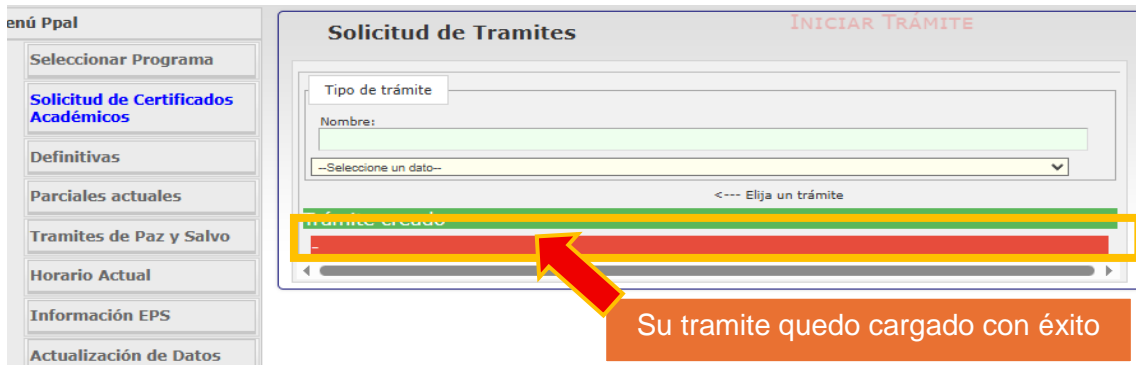 enú Ppal
Seleccionar Programa
Solicitud de Certificados
Académicos
Definitivas
Parciales actuales
Tramites de Paz y Salvo
Horario Actual
Información EPS
Actualización de Datos
Solicitud de Tramites
INICIAR TRÁMITE
Tipo de trámite
Nombre:
--Seleccione un dato--
<--- Elija un trámite
Trámite creado
-
Su tramite quedo cargado con éxito